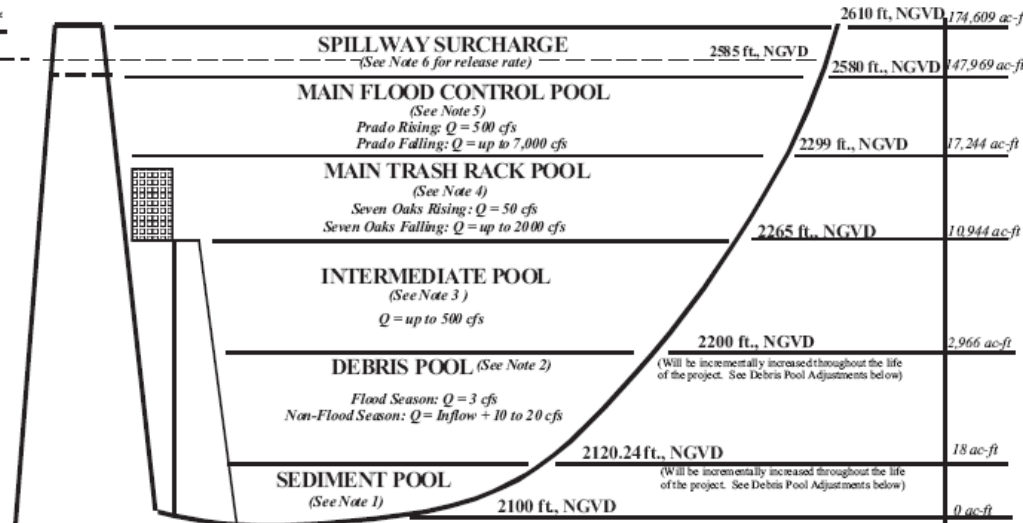 2610 ft, NGVD 174,609 ac-ft
SPILLWAY SURCHARGE
(See Note 6 for release rate)
2585 ft., NGVD
2580 ft., NGVD 147,969 ac-ft
MAIN FLOOD CONTROL POOL
(See Note 5)
Prado Rising: Q = 500 cfs
Prado Falling: Q = up to 7,000 cfs
2299 ft., NGVD 17,244 ac-ft
MAIN TRASH RACK POOL
(See Note 4)
Seven Oaks Rising: Q = 50 cfs
Seven Oaks Falling: Q = up to 2000 cfs
2265 ft., NGVD 10,944 ac-ft
INTERMEDIATE POOL
(See Note 3 )
Q = up to 500 cfs
2200 ft., NGVD 2,966 ac-ft
(Will be incrementally increased throughout the life
of the project. See Debris Pool Adjustments below)
DEBRIS POOL (See Note 2)
Flood Season: Q = 3 cfs
Non-Flood Season: Q = Inflow + 10 to 20 cfs
2120.24 ft., NGVD 18 ac-ft
(Will be incrementally increased throughout the life
of the project. See Debris Pool Adjustments below)
SEDIMENT POOL
(See Note 1)
2100 ft., NGVD 0 ac-ft